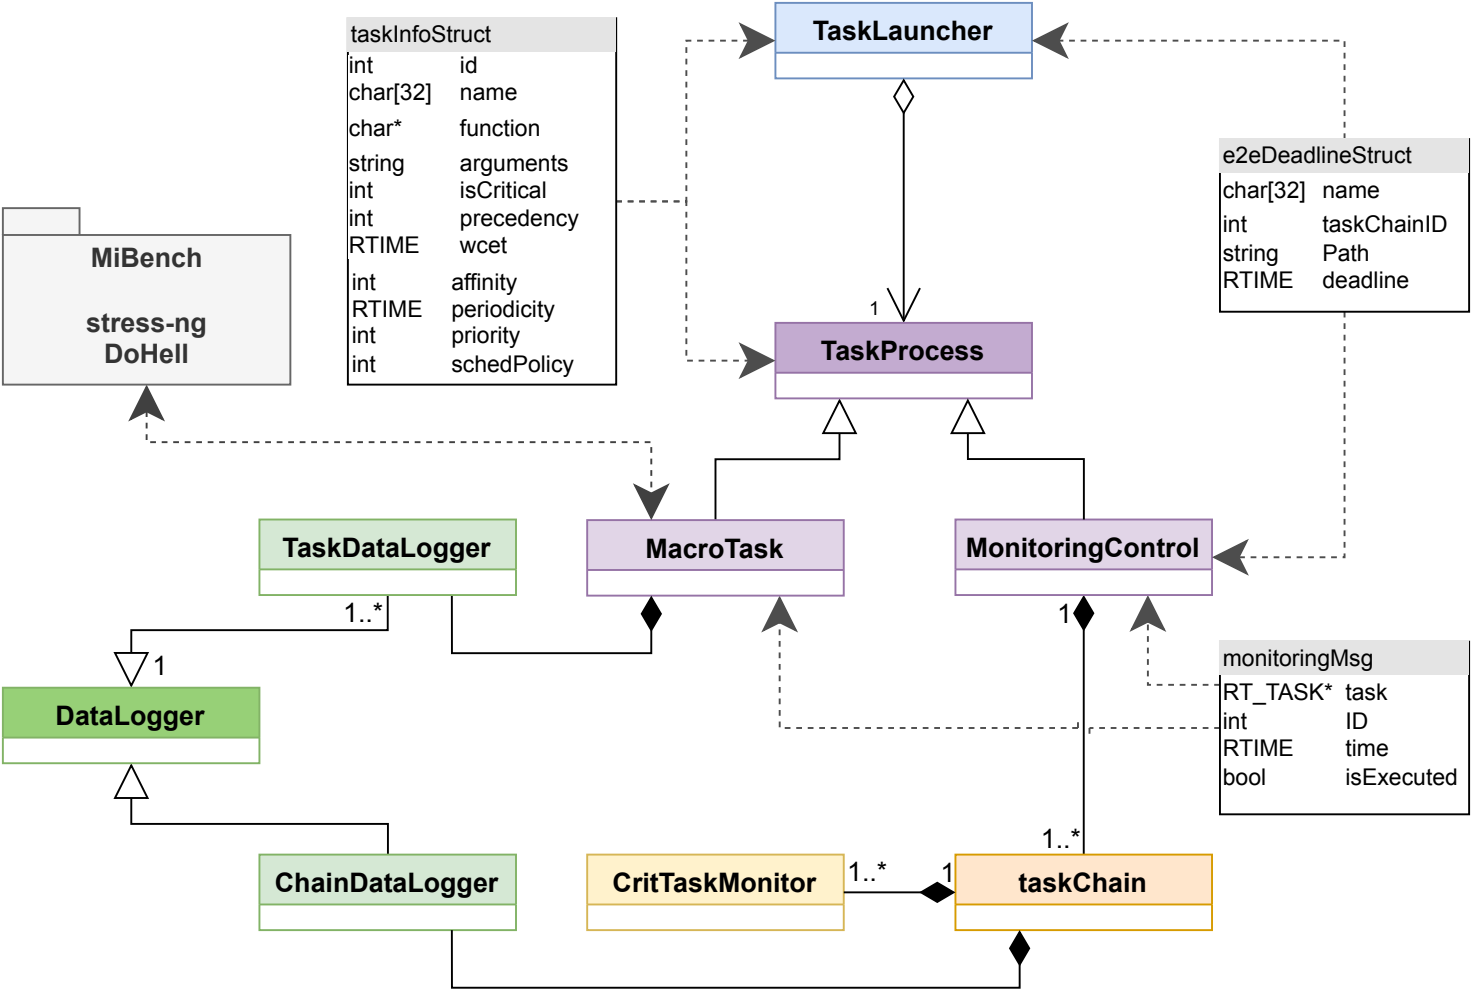 taskInfoStruct
int id
char[32] name
char* function
string arguments
int isCritical
int precedency
RTIME wcet
int affinity
RTIME periodicity
int priority
int schedPolicy
TaskLauncher
e2eDeadlineStruct
char[32] name
int taskChainID
string Path
RTIME deadline
MiBench
stress-ng
DoHell
1
TaskProcess
TaskDataLogger
MacroTask
MonitoringControl
1..*
1
1
monitoringMsg
RT_TASK* task
int ID
RTIME time
bool isExecuted
DataLogger
1..*
ChainDataLogger
CritTaskMonitor
1..*
1
taskChain